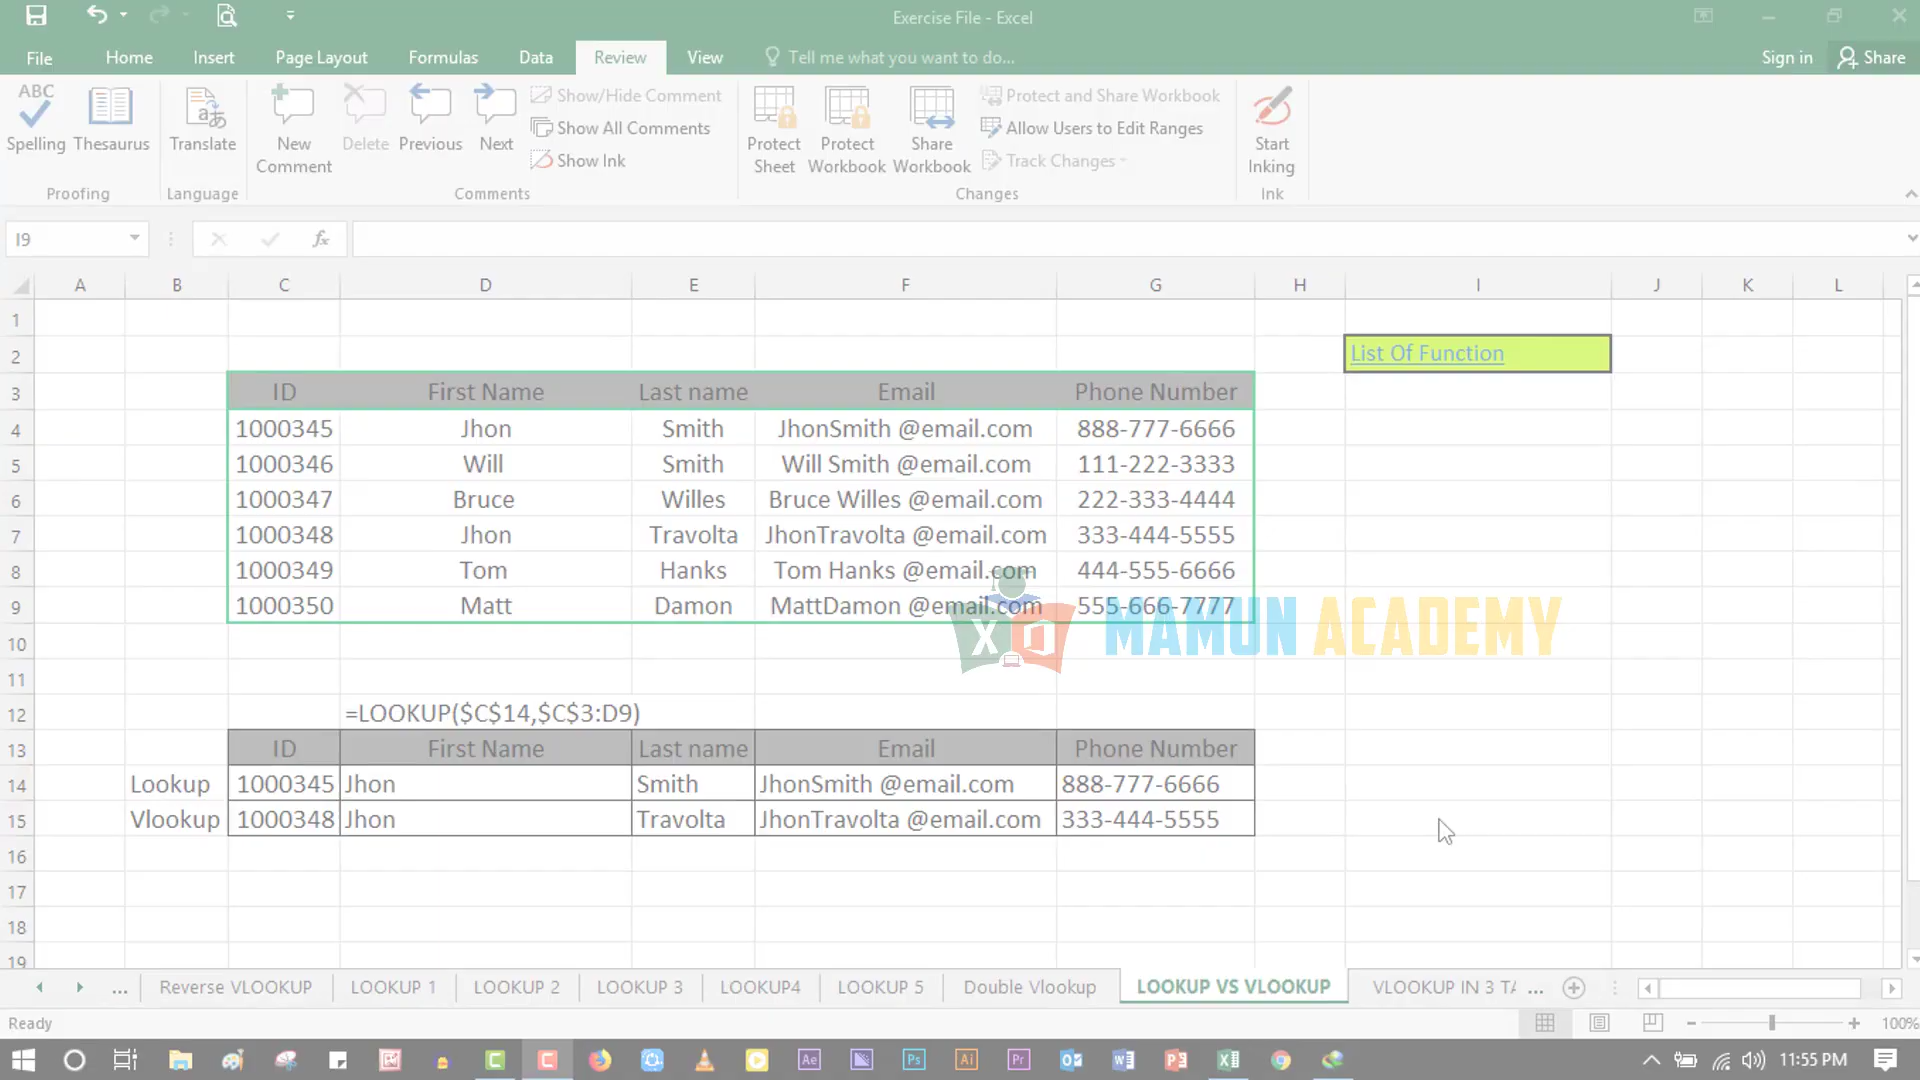 Exercise File - Excel
File Home Insert Page Layout Formulas Data Review View Tell me what you want to do... Sign in Share
ABC
Spelling Thesaurus Translate New Comment Delete Previous Next
Show/Hide Comment
Show All Comments
Show Ink
Protect Sheet Protect Workbook Share Workbook
Protect and Share Workbook
Allow Users to Edit Ranges
Track Changes
Start Inking
Proofing Language Comments Changes Ink
I9 fx
A B C D E F G H I J K L
1
2 List Of Function
3 ID First Name Last name Email Phone Number
4 1000345 Jhon Smith JhonSmith @email.com 888-777-6666
5 1000346 Will Smith Will Smith @email.com 111-222-3333
6 1000347 Bruce Willes Bruce Willes @email.com 222-333-4444
7 1000348 Jhon Travolta JhonTravolta @email.com 333-444-5555
8 1000349 Tom Hanks Tom Hanks @email.com 444-555-6666
9 1000350 Matt Damon MattDamon @email.com 555-666-7777
MAMUN ACADEMY
10
11
12 =LOOKUP($C$14,$C$3:D9)
13 ID First Name Last name Email Phone Number
14 Lookup 1000345 Jhon Smith JhonSmith @email.com 888-777-6666
15 Vlookup 1000348 Jhon Travolta JhonTravolta @email.com 333-444-5555
16
17
18
19
... Reverse VLOOKUP LOOKUP 1 LOOKUP 2 LOOKUP 3 LOOKUP4 LOOKUP 5 Double Vlookup LOOKUP VS VLOOKUP VLOOKUP IN 3 TA ...
Ready 100%
Ae Ps Ai Pr 11:55 PM